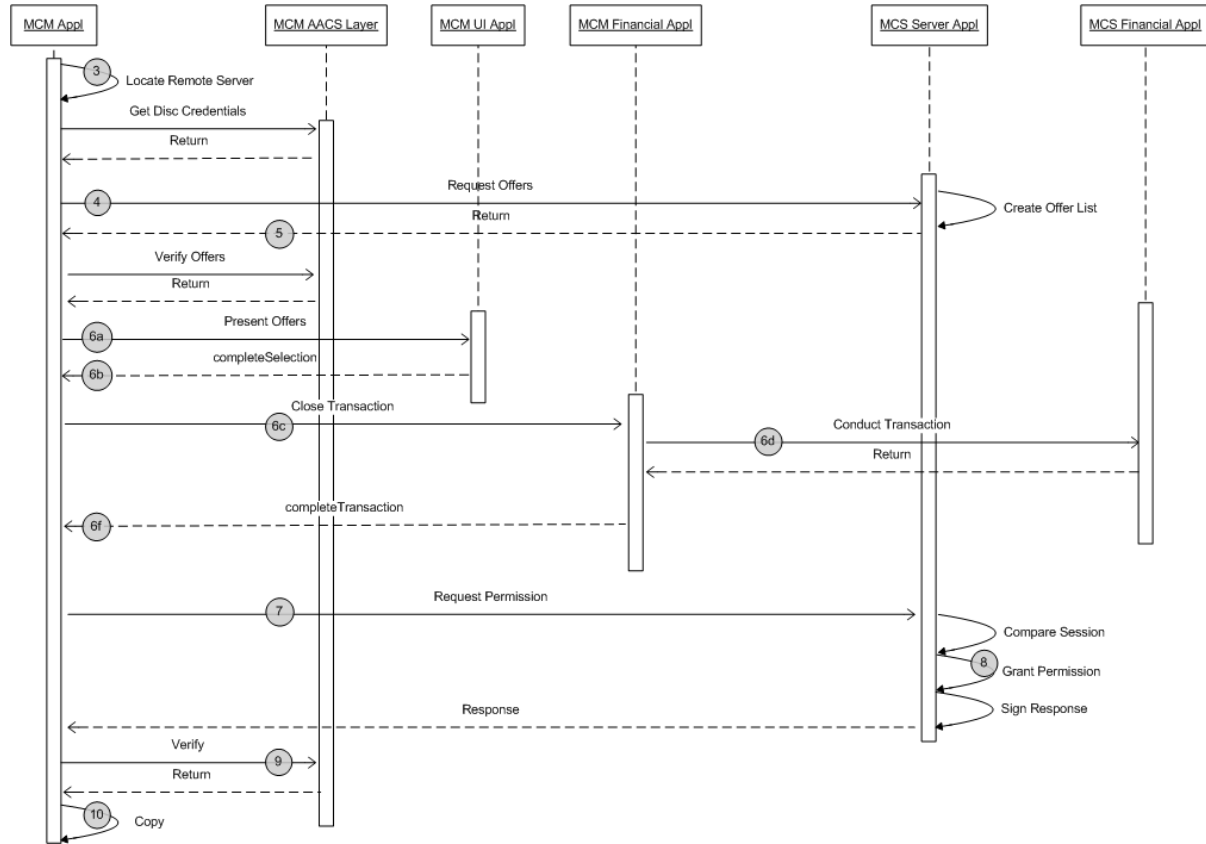 MCM Appl
MCM AACS Layer
MCM UI Appl
MCM Financial Appl
MCS Server Appl
MCS Financial Appl
3
Locate Remote Server
Get Disc Credentials
Return
Request Offers
4
Create Offer List
Return
5
Verify Offers
Return
Present Offers
6a
completeSelection
6b
Close Transaction
6c
Conduct Transaction
6d
Return
completeTransaction
6f
Request Permission
7
Compare Session
8
Grant Permission
Sign Response
Response
Verify
9
Return
10
Copy